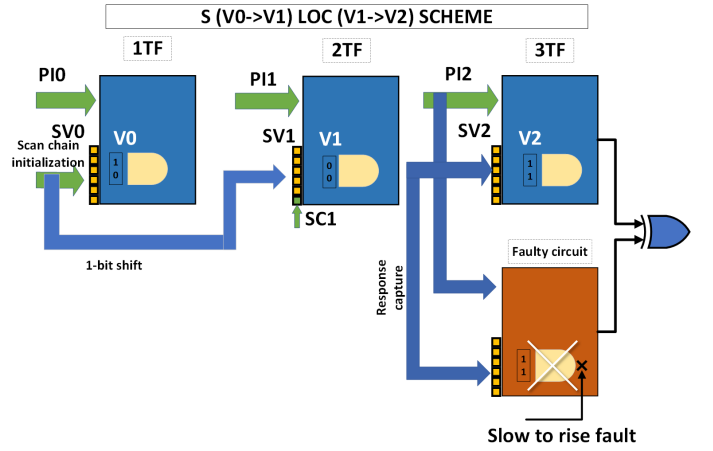 S (V0->V1) LOC (V1->V2) SCHEME
1TF
2TF
3TF
PI0
PI1
PI2
SV0
SV1
SV2
V0
V1
V2
Scan chain
initialization
1
0
0
0
1
1
SC1
1-bit shift
Response
capture
Faulty circuit
1
1
Slow to rise fault